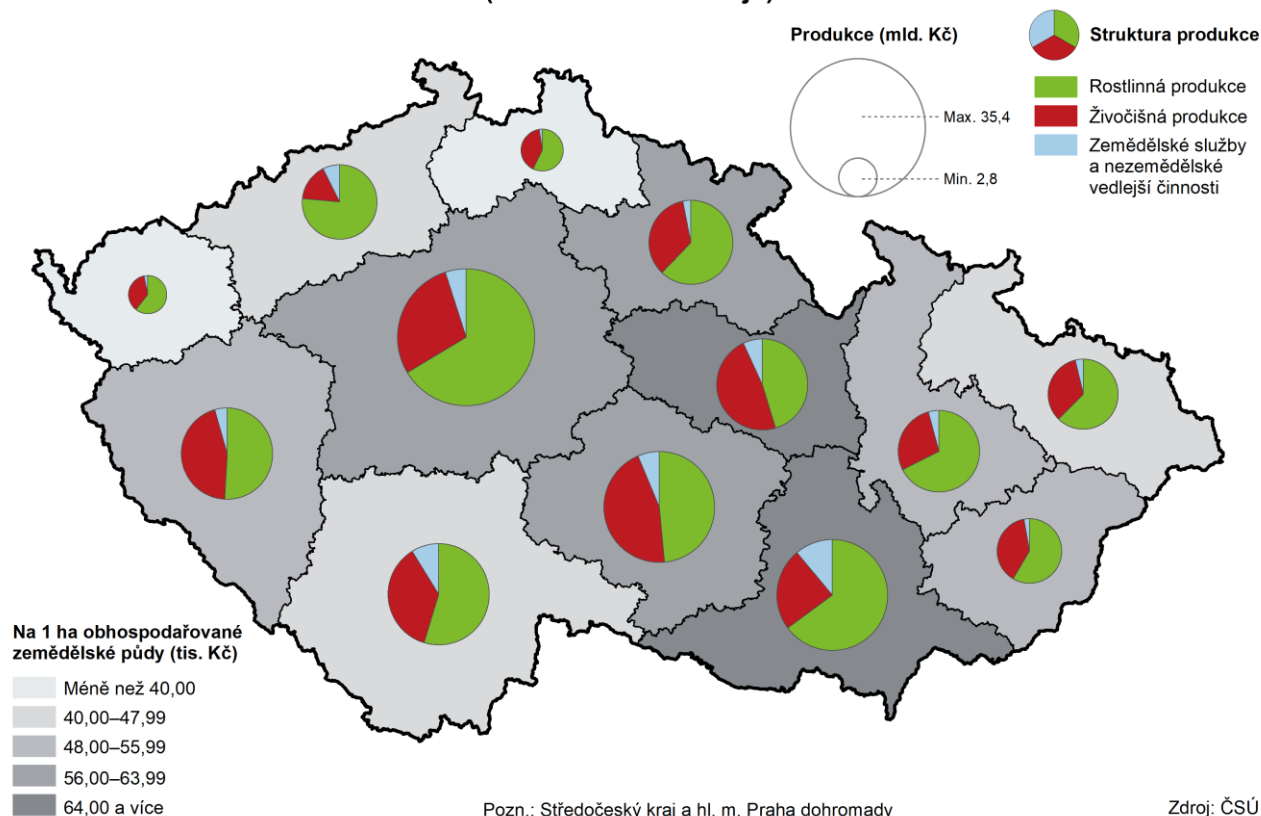 Produkce (mld. Kč)
Max. 35,4
Min. 2,8
Struktura produkce
Rostlinná produkce
Živočišná produkce
Zemědělské služby
a nezemědělské
vedlejší činnosti
Na 1 ha obhospodařované
zemědělské půdy (tis. Kč)
Méně než 40,00
40,00–47,99
48,00–55,99
56,00–63,99
64,00 a více
Pozn.: Středočeský kraj a hl. m. Praha dohromady
Zdroj: ČSÚ